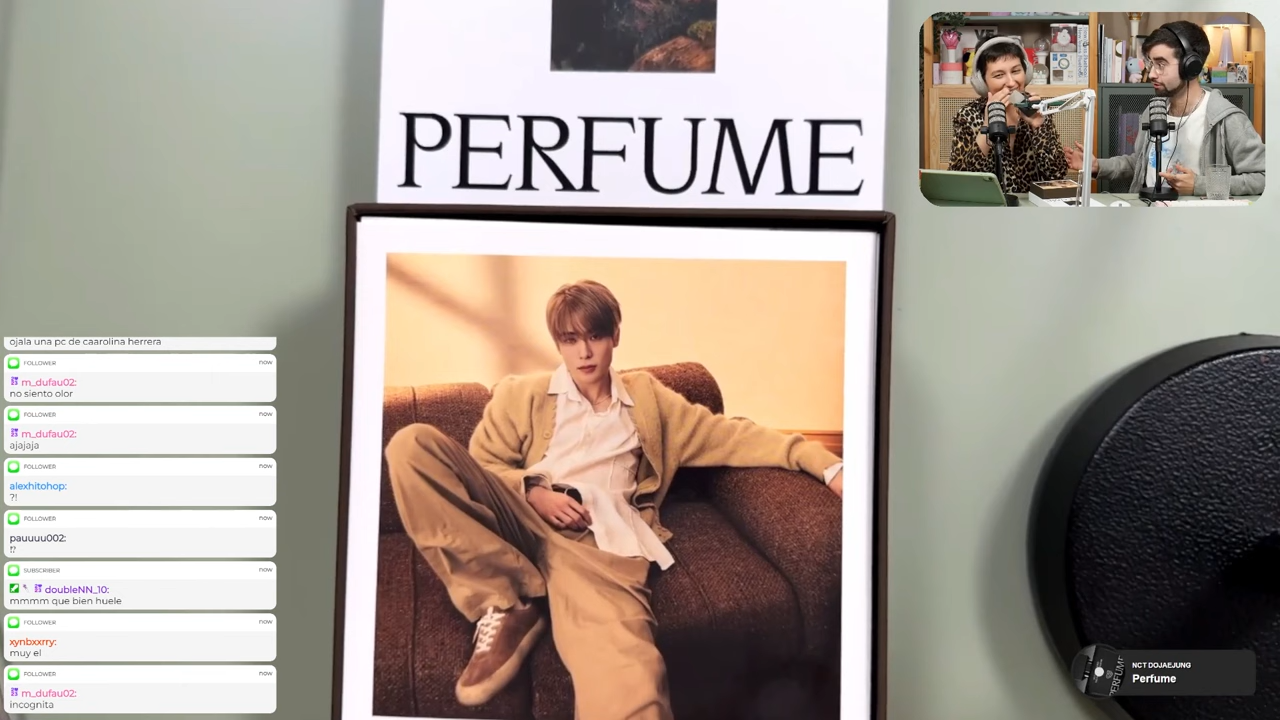 PERFUME
ojala una pc de caarolina herrera
FOLLOWER
now
m_dufau02:
no siento olor
FOLLOWER
now
m_dufau02:
ajajaja
FOLLOWER
now
alexhitohop:
?!
FOLLOWER
now
pauuuu002:
⁉
SUBSCRIBER
now
doubleNN_10:
mmmm que bien huele
FOLLOWER
now
xynbxxrry:
muy el
FOLLOWER
now
m_dufau02:
incognita
PERFUME
NCT DOJAEJUNG
Perfume